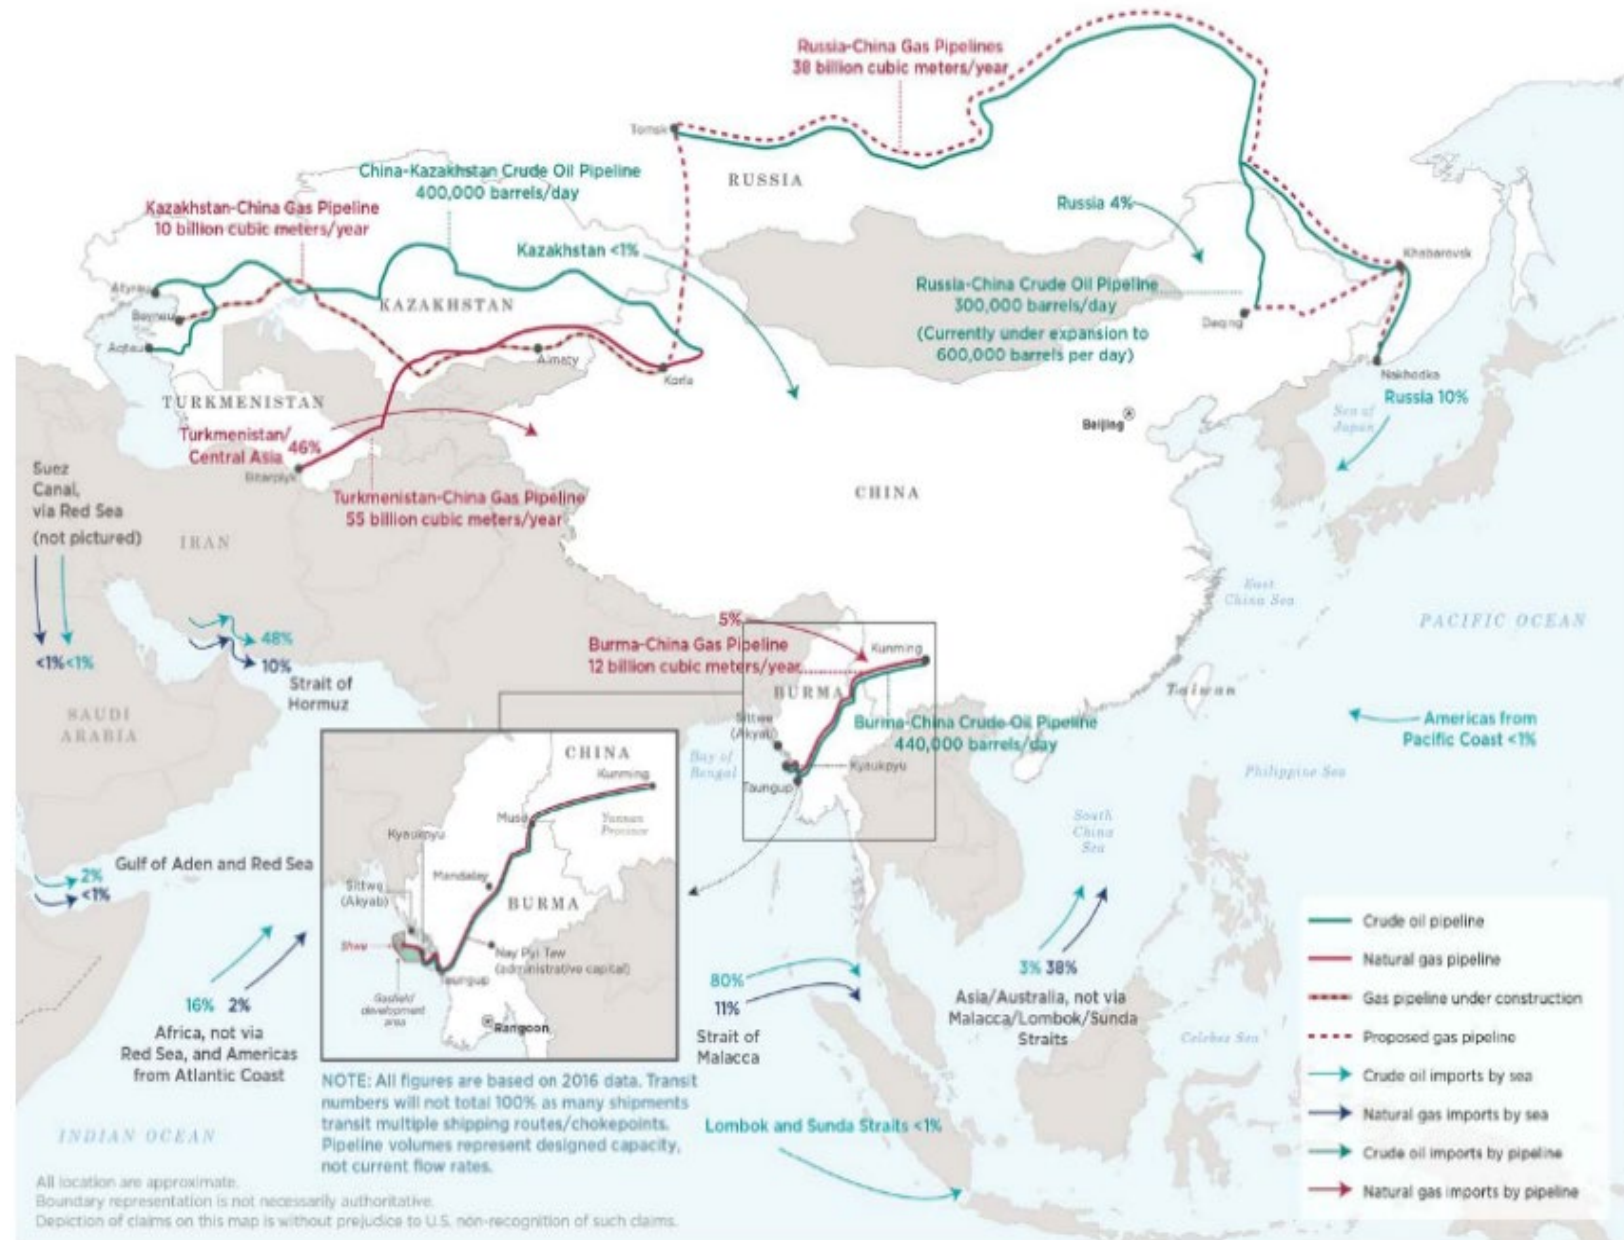 Russia-China Gas Pipelines
38 billion cubic meters/year
Tomsk
RUSSIA
China-Kazakhstan Crude Oil Pipeline
400,000 barrels/day
Kazakhstan-China Gas Pipeline
10 billion cubic meters/year
Russia 4%
Kazakhstan <1%
Khabarovsk
Atyrau
Russia-China Crude Oil Pipeline
300,000 barrels/day
(Currently under expansion to
600,000 barrels per day)
KAZAKHSTAN
Beyneu
Daqing
Aqtau
Almaty
Korla
Nakhodka
Russia 10%
TURKMENISTAN
Sea of
Japan
Beijing
Turkmenistan/
Central Asia
46%
Suez
Canal,
via Red Sea
(not pictured)
Turkmenistan-China Gas Pipeline
55 billion cubic meters/year
CHINA
IRAN
East
China Sea
PACIFIC OCEAN
5%
48%
<1%
<1%
10%
Burma-China Gas Pipeline
12 billion cubic meters/year
Kunming
Strait of
Hormuz
BURMA
Taiwan
SAUDI
ARABIA
Sittwe
(Akyab)
Burma-China Crude Oil Pipeline
440,000 barrels/day
Americas from
Pacific Coast <1%
Bay of
Bengal
Kyaukpyu
Taungup
Philippine Sea
CHINA
Kunming
South
China
Sea
Muse
Yunnan
Province
Kyaukpyu
Gulf of Aden and Red Sea
2%
<1%
Mandalay
Sittwe
(Akyab)
BURMA
Shwe
Nay Pyi Taw
(administrative capital)
Taungup
Gasfield
development
area
Rangoon
16%
2%
Africa, not via
Red Sea, and Americas
from Atlantic Coast
80%
11%
Strait of
Malacca
3%
38%
Asia/Australia, not via
Malacca/Lombok/Sunda
Straits
Celebes Sea
Crude oil pipeline
Natural gas pipeline
Gas pipeline under construction
Proposed gas pipeline
Crude oil imports by sea
Natural gas imports by sea
Crude oil imports by pipeline
Natural gas imports by pipeline
NOTE: All figures are based on 2016 data. Transit
numbers will not total 100% as many shipments
transit multiple shipping routes/chokepoints.
Pipeline volumes represent designed capacity,
not current flow rates.
Lombok and Sunda Straits <1%
INDIAN OCEAN
All location are approximate.
Boundary representation is not necessarily authoritative.
Depiction of claims on this map is without prejudice to U.S. non-recognition of such claims.